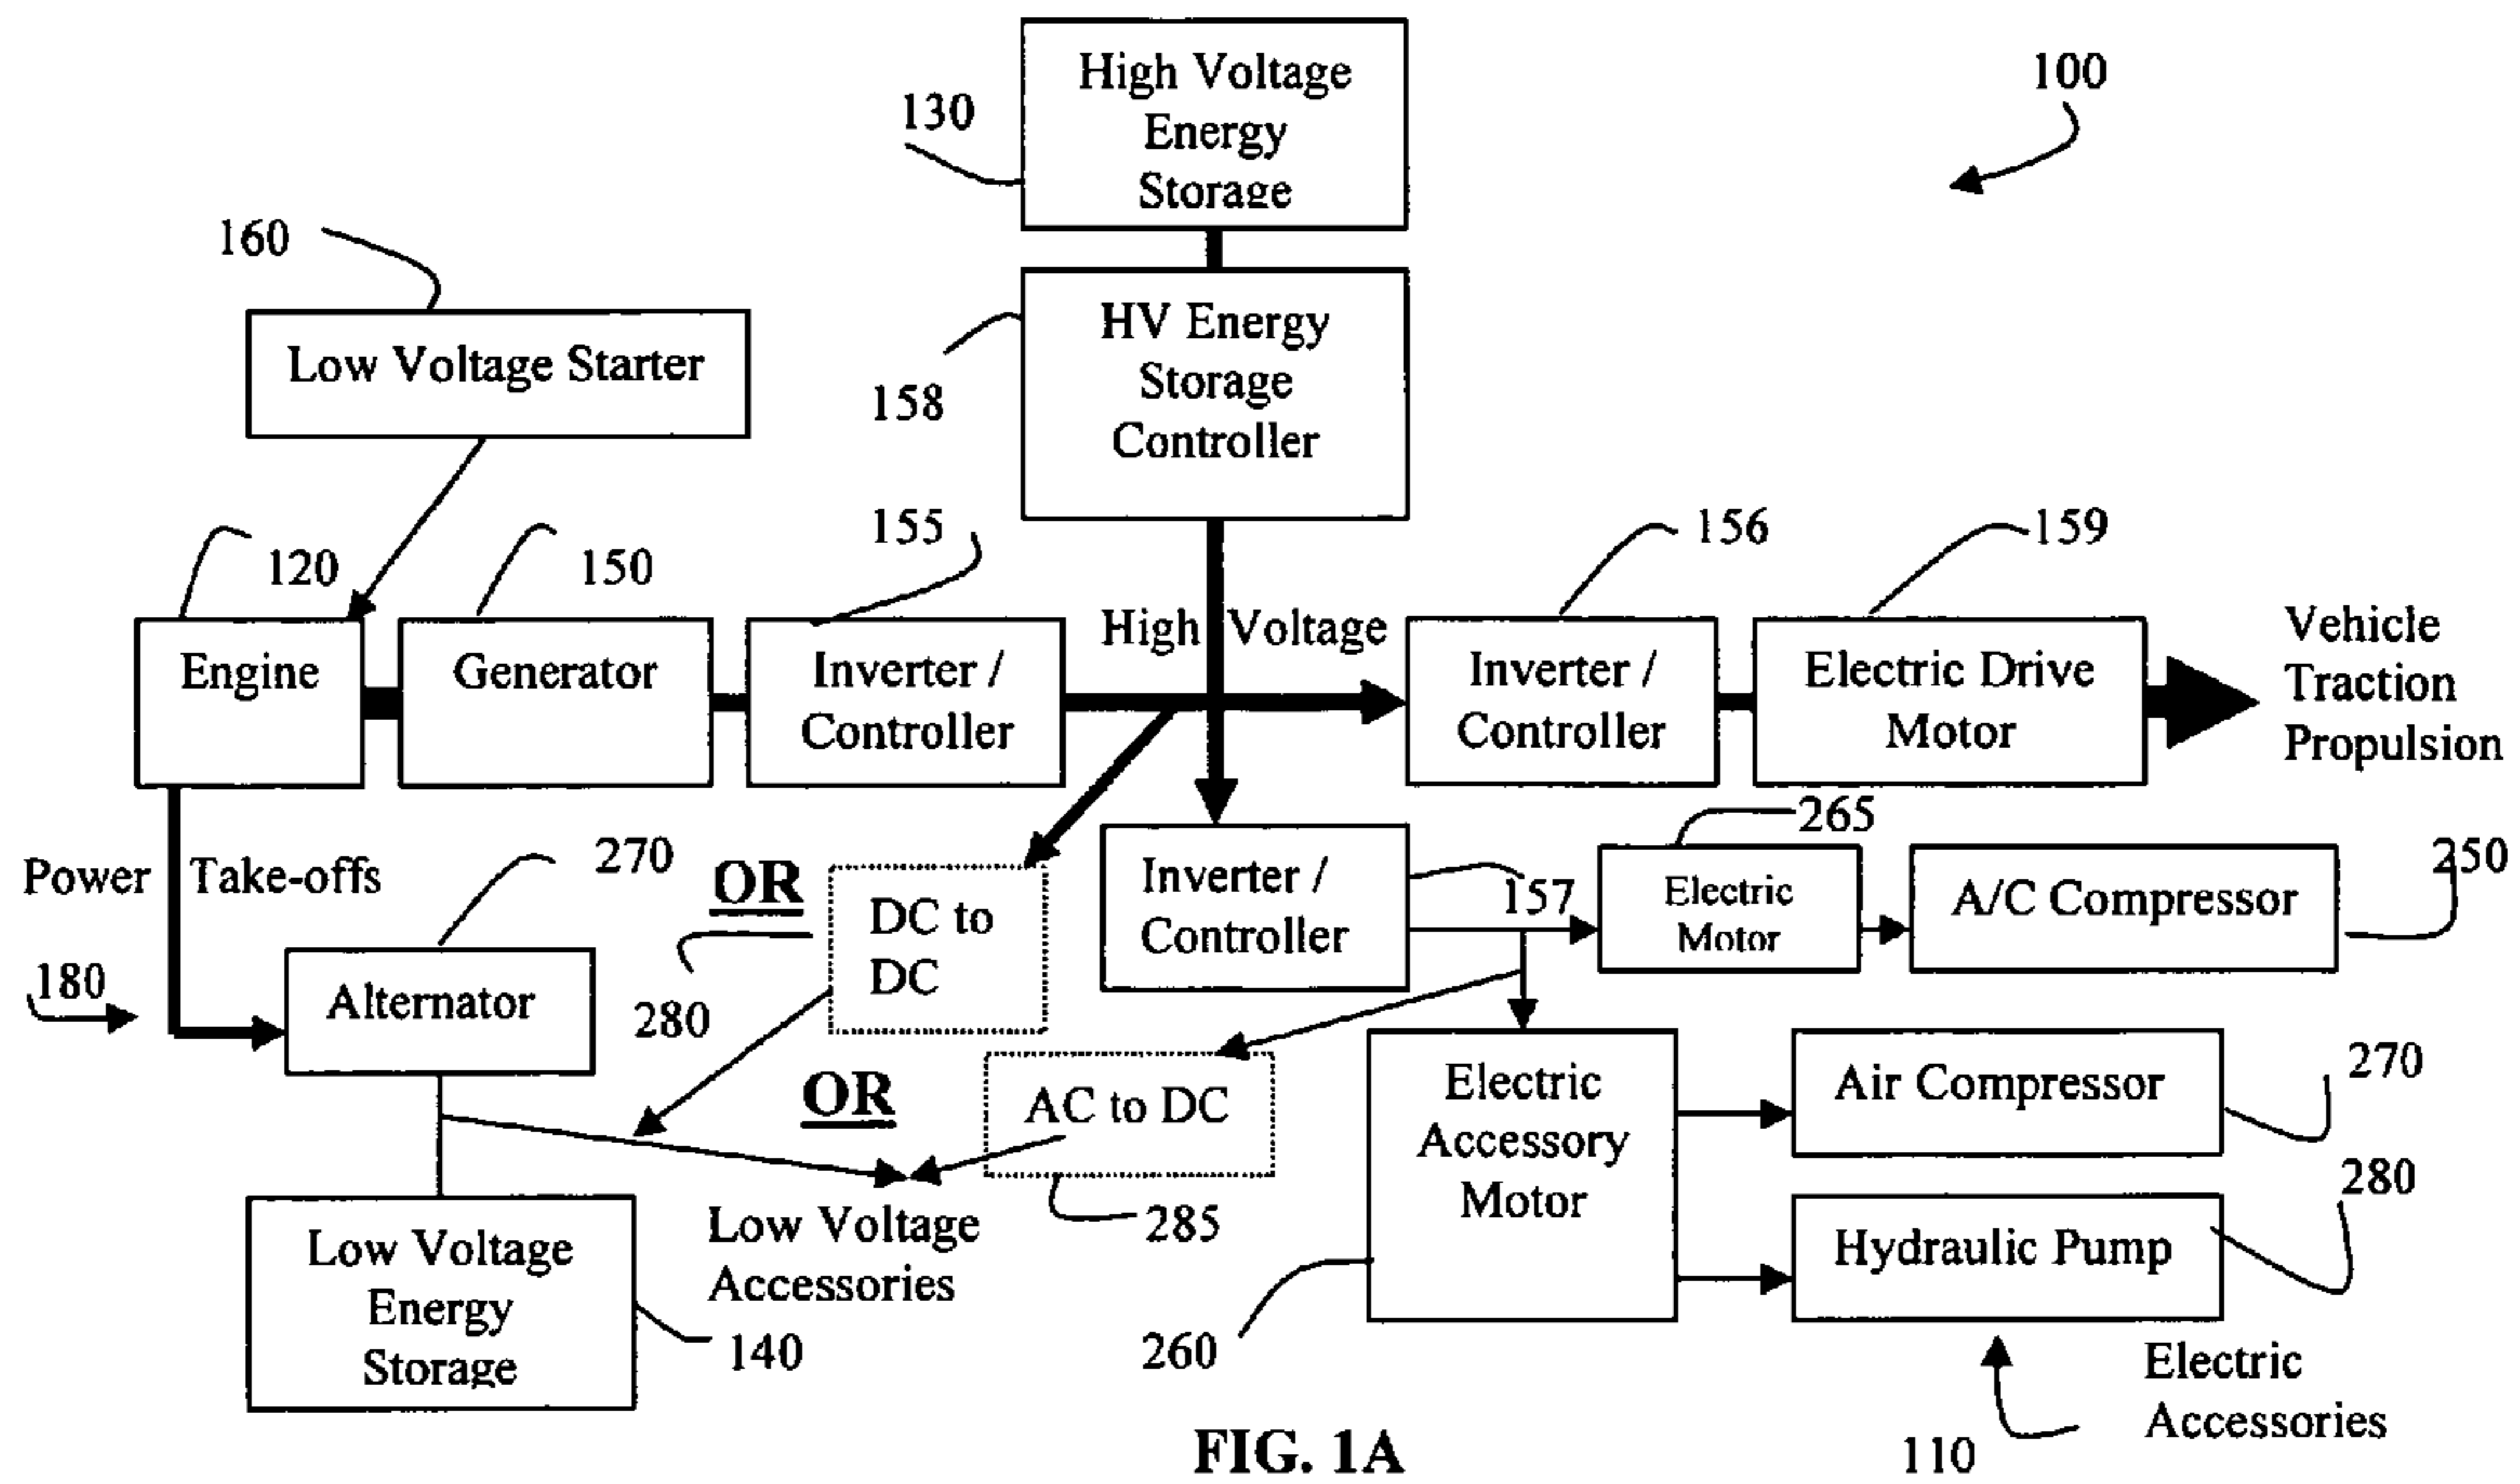 High Voltage
Energy
Storage
130
100
160
Low Voltage Starter
HV Energy
Storage
Controller
158
155
156
159
120
150
High Voltage
Engine
Generator
Inverter /
Controller
Inverter /
Controller
Electric Drive
Motor
Vehicle
Traction
Propulsion
265
250
Power Take-offs
270
OR
DC to
DC
Inverter /
Controller
157
Electric
Motor
A/C Compressor
180
Alternator
280
OR
AC to DC
Electric
Accessory
Motor
Air Compressor
270
280
Low Voltage
Accessories
285
Hydraulic Pump
Low Voltage
Energy
Storage
140
260
Electric
Accessories
110
FIG. 1A